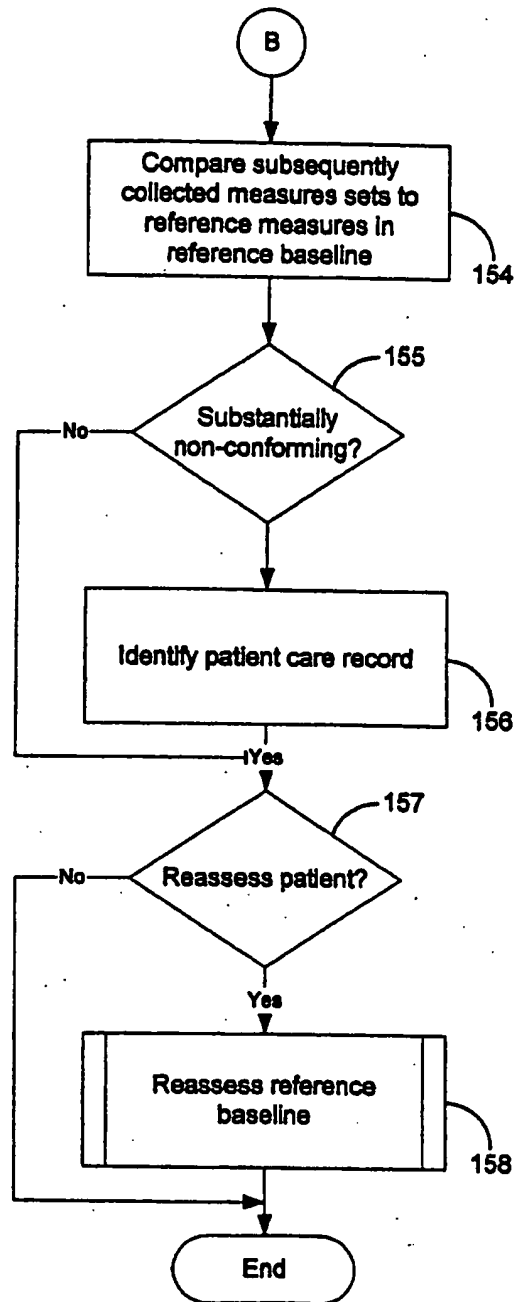 B
Compare subsequently
collected measures sets to
reference measures in
reference baseline
154
155
Substantially
non-conforming?
No
Identify patient care record
156
Yes
157
Reassess patient?
No
Yes
Reassess reference
baseline
158
End